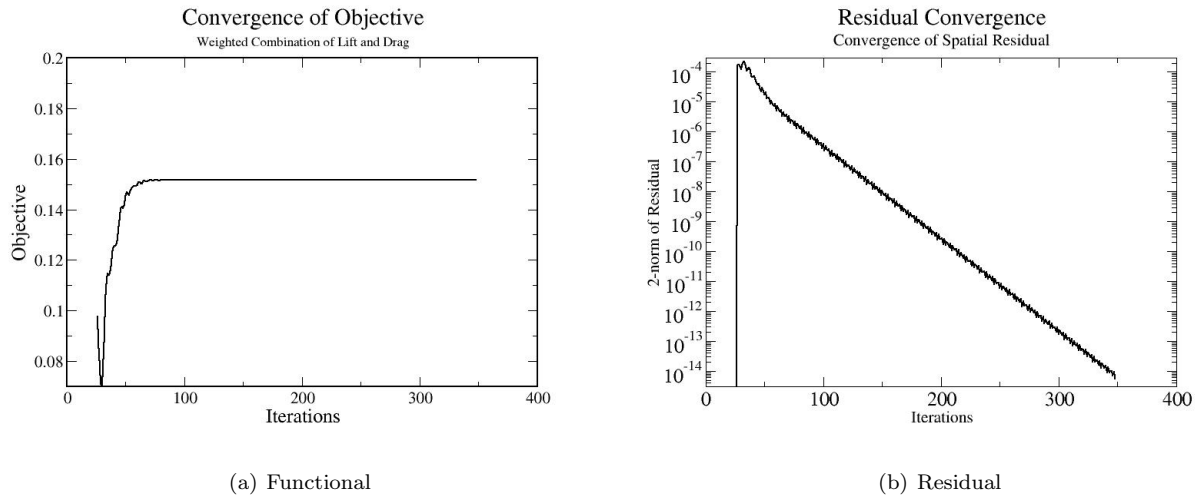 Convergence of Objective
Weighted Combination of Lift and Drag
0.2
0.18
0.16
0.14
0.12
0.1
0.08
Objective
0 100 200 300 400
Iterations
(a) Functional
Residual Convergence
Convergence of Spatial Residual
10^-4
10^-5
10^-6
10^-7
10^-8
10^-9
10^-10
10^-11
10^-12
10^-13
10^-14
2-norm of Residual
0 100 200 300 400
Iterations
(b) Residual